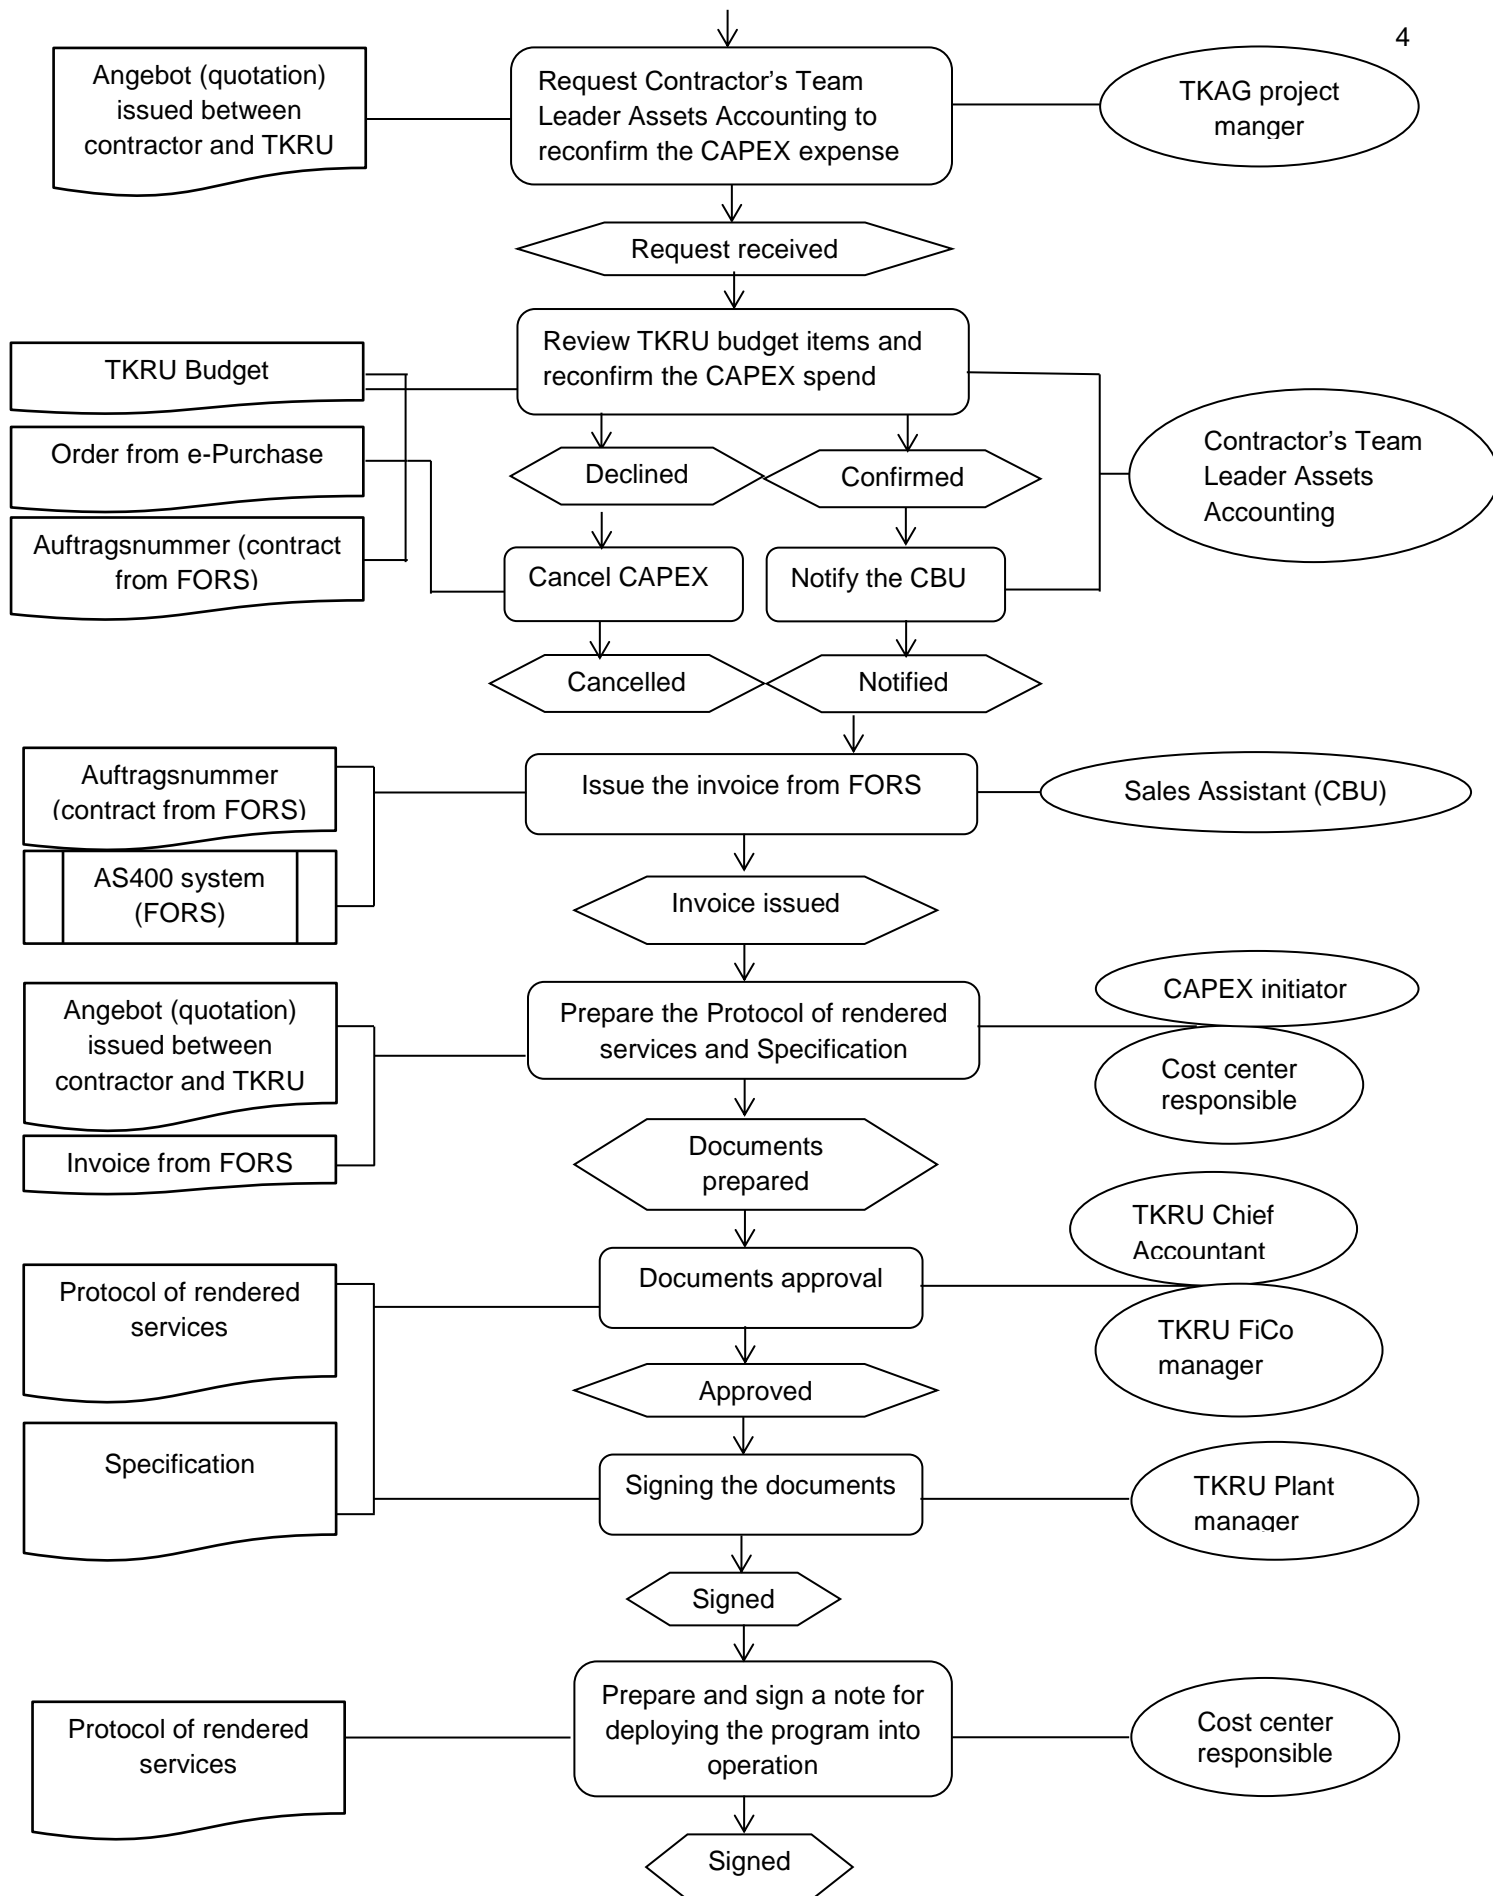 4
Angebot (quotation)
issued between
contractor and TKRU
Request Contractor's Team
Leader Assets Accounting to
reconfirm the CAPEX expense
TKAG project
manger
Request received
TKRU Budget
Review TKRU budget items and
reconfirm the CAPEX spend
Order from e-Purchase
Declined
Confirmed
Contractor's Team
Leader Assets
Accounting
Auftragsnummer (contract
from FORS)
Cancel CAPEX
Notify the CBU
Cancelled
Notified
Auftragsnummer
(contract from FORS)
Issue the invoice from FORS
Sales Assistant (CBU)
AS400 system
(FORS)
Invoice issued
Angebot (quotation)
issued between
contractor and TKRU
Prepare the Protocol of rendered
services and Specification
CAPEX initiator
Cost center
responsible
Invoice from FORS
Documents
prepared
TKRU Chief
Accountant
Protocol of rendered
services
Documents approval
TKRU FiCo
manager
Approved
Specification
Signing the documents
TKRU Plant
manager
Signed
Protocol of rendered
services
Prepare and sign a note for
deploying the program into
operation
Cost center
responsible
Signed